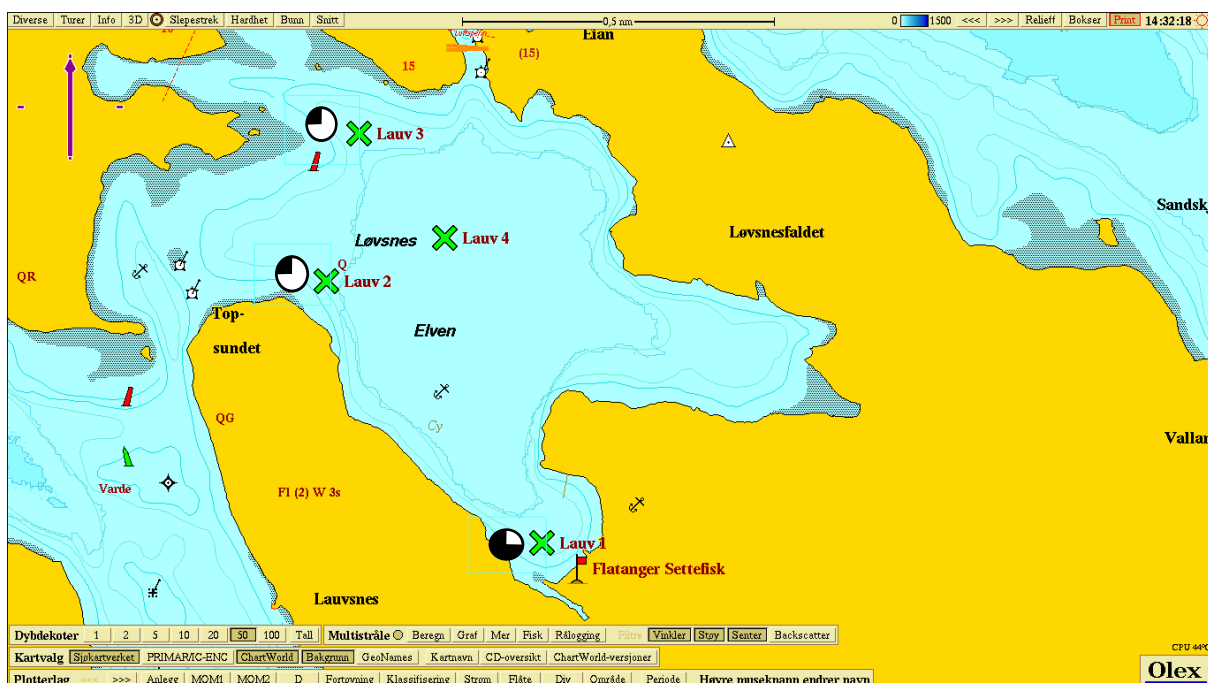 Diverse Turer Info 3D Slepestrek Hardhet Bunn Snitt 0,5 nm 0 1500 <<< >>> Relieff Bokser Print 14:32:18
Eian
15 (15)
Lauv 3
Sandsk
Løvsnes Lauv 4 Løvsnesfaldet
QR Q
Lauv 2
Top-
sundet Elven
QG Cy Vallar
Varde Fl (2) W 3s
Lauv 1
Flatanger Settefisk
Lauvsnes
Dybdekoter 1 2 5 10 20 50 100 Tall Multistråle Beregn Graf Mer Fisk Rålogging Filtre Vinkler Støy Senter Backscatter
CPU 44°C
Kartvalg Sjøkartverket PRIMAR/IC-ENC ChartWorld Bakgrunn GeoNames Kartnavn CD-oversikt ChartWorld-versjoner
Olex
Plotterlag <<< >>> Anlegg MOM1 MOM2 D Fortøyning Klassifisering Strøm Flåte Div Område Periode Høyre museknapp endrer navn